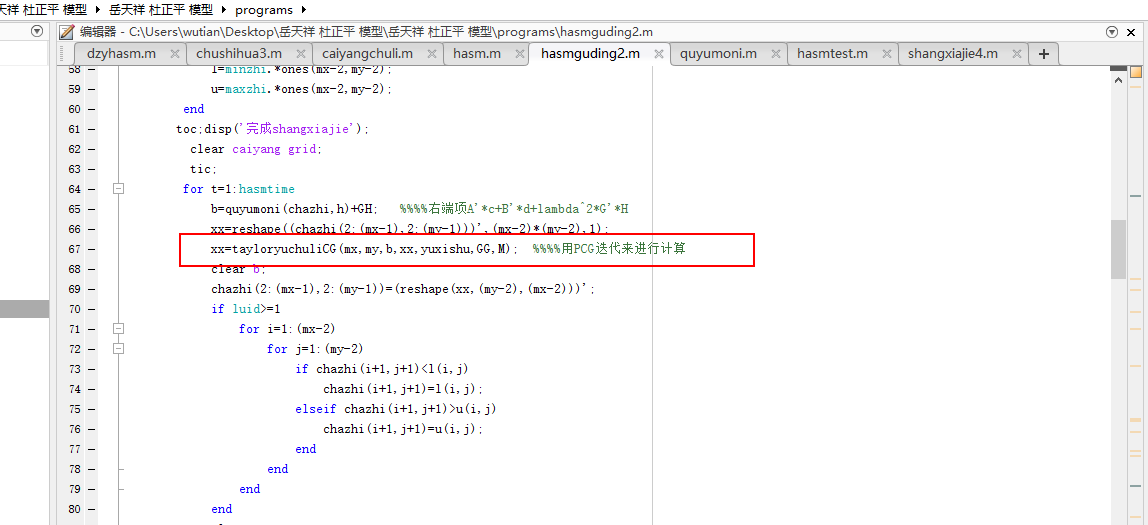 天祥 杜正平 模型 ▸ 岳天祥 杜正平 模型 ▸ programs ▸
编辑器 - C:\Users\wutian\Desktop\岳天祥 杜正平 模型\岳天祥 杜正平 模型\programs\hasmguding2.m
dzyhasm.m × chushihua3.m × caiyangchuli.m × hasm.m × hasmguding2.m × quyumoni.m × hasmtest.m × shangxiajie4.m × +
58 — l=minzhi.*ones(mx-2,my-2);
59 — u=maxzhi.*ones(mx-2,my-2);
60 — end
61 — toc;disp('完成shangxiajie');
62 — clear caiyang grid;
63 — tic;
64 — for t=1:hasmtime
65 — b=quyumoni(chazhi,h)+GH; %%%%右端项A'*c+B'*d+lambda^2*G'*H
66 — xx=reshape((chazhi(2:(mx-1),2:(my-1)))',(mx-2)*(my-2),1);
67 — xx=tayloryuchuliCG(mx,my,b,xx,yuxishu,GG,M); %%%%用PCG迭代来进行计算
68 — clear b;
69 — chazhi(2:(mx-1),2:(my-1))=(reshape(xx,(my-2),(mx-2)))';
70 — if luid>=1
71 — for i=1:(mx-2)
72 — for j=1:(my-2)
73 — if chazhi(i+1,j+1)<l(i,j)
74 — chazhi(i+1,j+1)=l(i,j);
75 — elseif chazhi(i+1,j+1)>u(i,j)
76 — chazhi(i+1,j+1)=u(i,j);
77 — end
78 — end
79 — end
80 — end